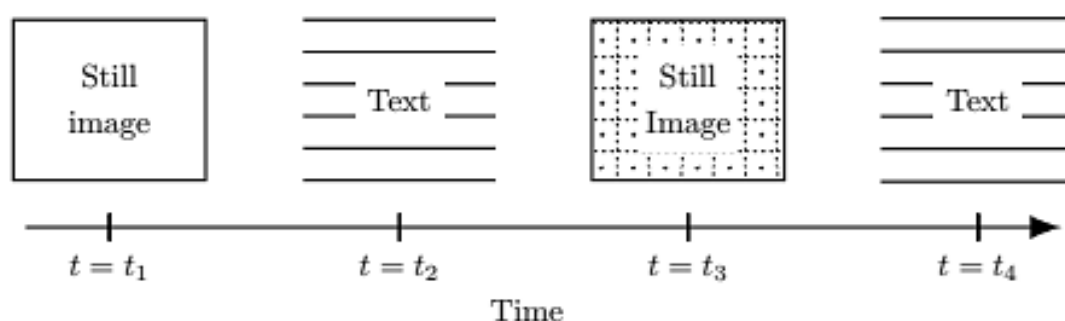 Still
image
Text
Still
Image
Text
t = t₁
t = t₂
t = t₃
t = t₄
Time